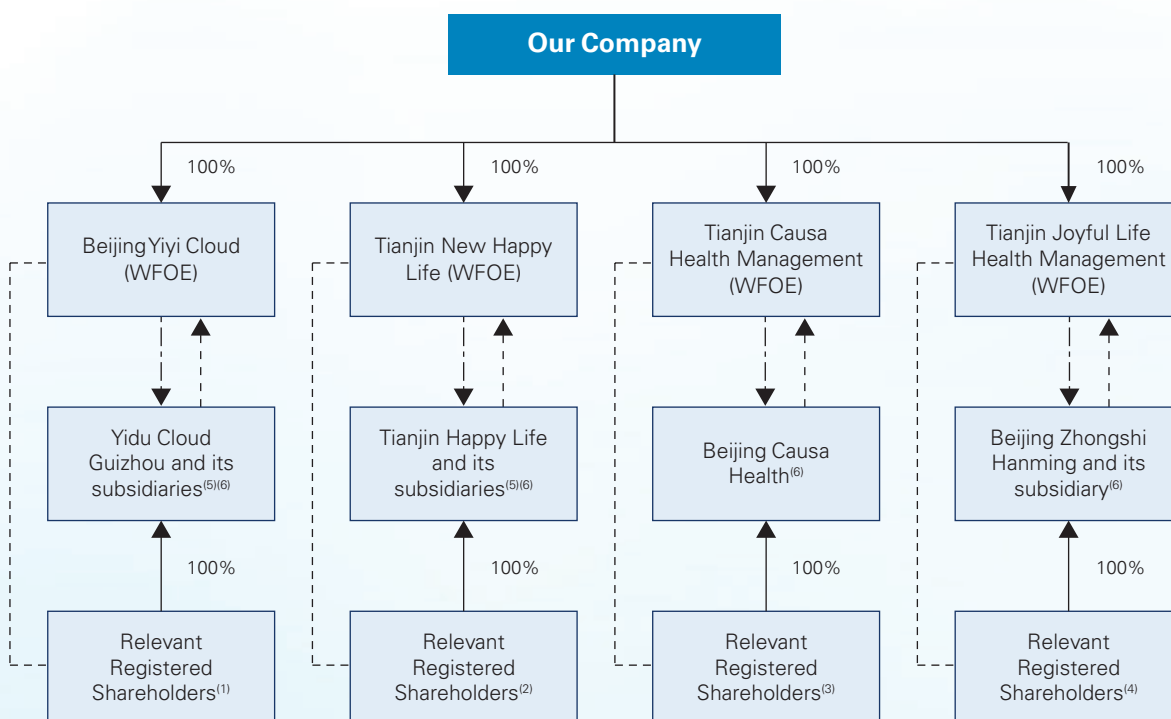 Our Company
100%
100%
100%
100%
Beijing Yiyi Cloud
(WFOE)
Tianjin New Happy
Life (WFOE)
Tianjin Causa
Health Management
(WFOE)
Tianjin Joyful Life
Health Management
(WFOE)
Yidu Cloud
Guizhou and its
subsidiaries(5)(6)
Tianjin Happy Life
and its
subsidiaries(5)(6)
Beijing Causa
Health(6)
Beijing Zhongshi
Hanming and its
subsidiary(6)
100%
100%
100%
100%
Relevant
Registered
Shareholders(1)
Relevant
Registered
Shareholders(2)
Relevant
Registered
Shareholders(3)
Relevant
Registered
Shareholders(4)